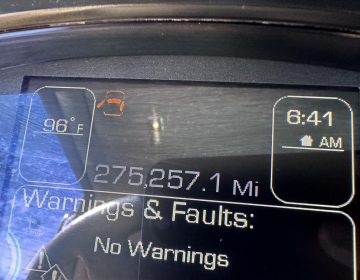 96°F
6:41
AM
275,257.1 Mi
Warnings & Faults:
No Warnings